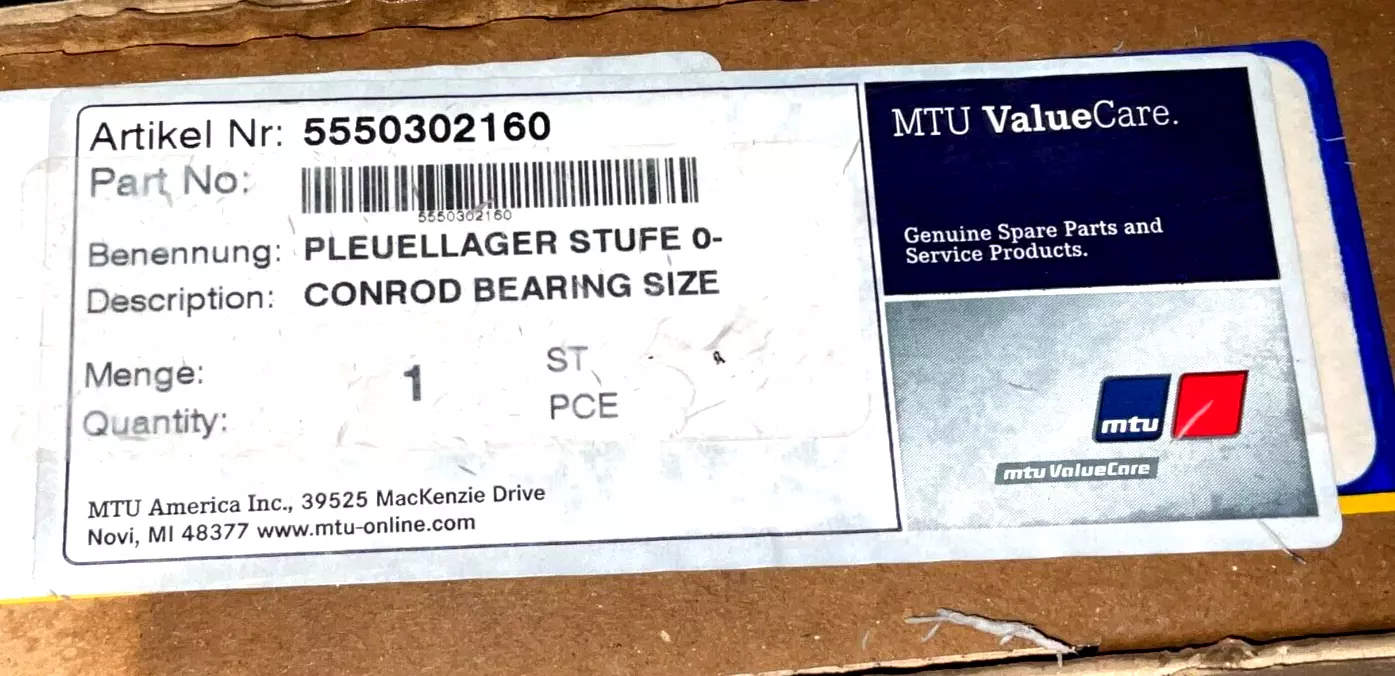 Artikel Nr: 5550302160
Part No:
5550302160
Benennung: PLEUELLAGER STUFE 0-
Description: CONROD BEARING SIZE
Menge: 1 ST
Quantity: PCE
MTU America Inc., 39525 MacKenzie Drive
Novi, MI 48377 www.mtu-online.com
MTU ValueCare.
Genuine Spare Parts and
Service Products.
mtu
mtu ValueCare